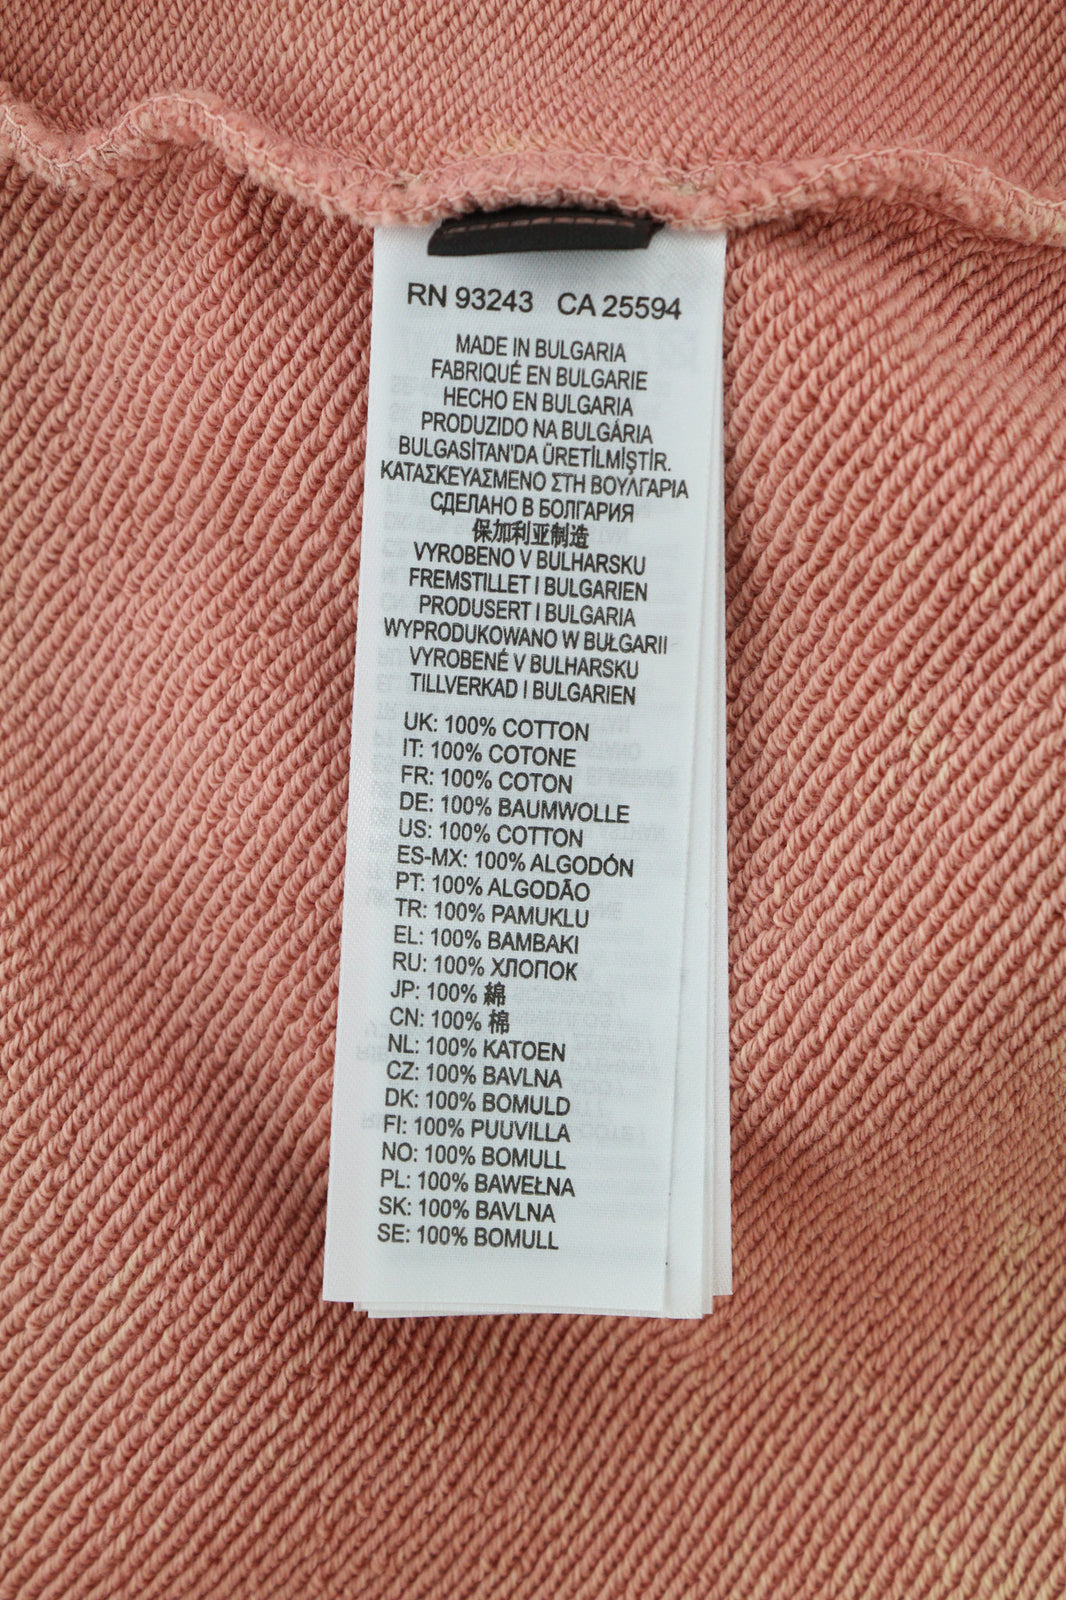 RN 93243 CA 25594
MADE IN BULGARIA
FABRIQUÉ EN BULGARIE
HECHO EN BULGARIA
PRODUZIDO NA BULGÁRIA
BULGASİTAN'DA ÜRETİLMİŞTİR.
ΚΑΤΑΣΚΕΥΑΣΜΕΝΟ ΣΤΗ ΒΟΥΛΓΑΡΙΑ
СДЕЛАНО В БОЛГАРИЯ
保加利亚制造
VYROBENO V BULHARSKU
FREMSTILLET I BULGARIEN
PRODUSERT I BULGARIA
WYPRODUKOWANO W BUŁGARII
VYROBENÉ V BULHARSKU
TILLVERKAD I BULGARIEN
UK: 100% COTTON
IT: 100% COTONE
FR: 100% COTON
DE: 100% BAUMWOLLE
US: 100% COTTON
ES-MX: 100% ALGODÓN
PT: 100% ALGODÃO
TR: 100% PAMUKLU
EL: 100% ΒΑΜΒΑΚΙ
RU: 100% ХЛОПОК
JP: 100% 綿
CN: 100% 棉
NL: 100% KATOEN
CZ: 100% BAVLNA
DK: 100% BOMULD
FI: 100% PUUVILLA
NO: 100% BOMULL
PL: 100% BAWEŁNA
SK: 100% BAVLNA
SE: 100% BOMULL